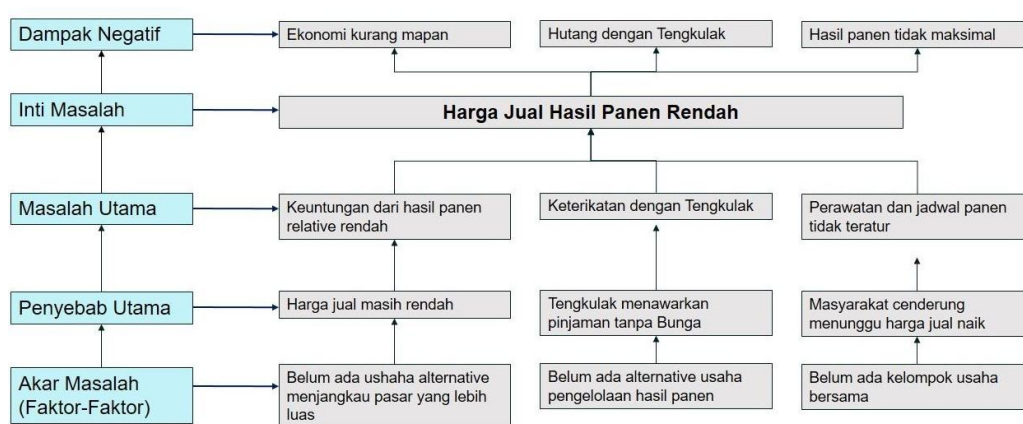 Dampak Negatif
Ekonomi kurang mapan
Hutang dengan Tengkulak
Hasil panen tidak maksimal
Inti Masalah
Harga Jual Hasil Panen Rendah
Masalah Utama
Keuntungan dari hasil panen
relative rendah
Keterikatan dengan Tengkulak
Perawatan dan jadwal panen
tidak teratur
Penyebab Utama
Harga jual masih rendah
Tengkulak menawarkan
pinjaman tanpa Bunga
Masyarakat cenderung
menunggu harga jual naik
Akar Masalah
(Faktor-Faktor)
Belum ada ushaha alternative
menjangkau pasar yang lebih
luas
Belum ada alternative usaha
pengelolaan hasil panen
Belum ada kelompok usaha
bersama